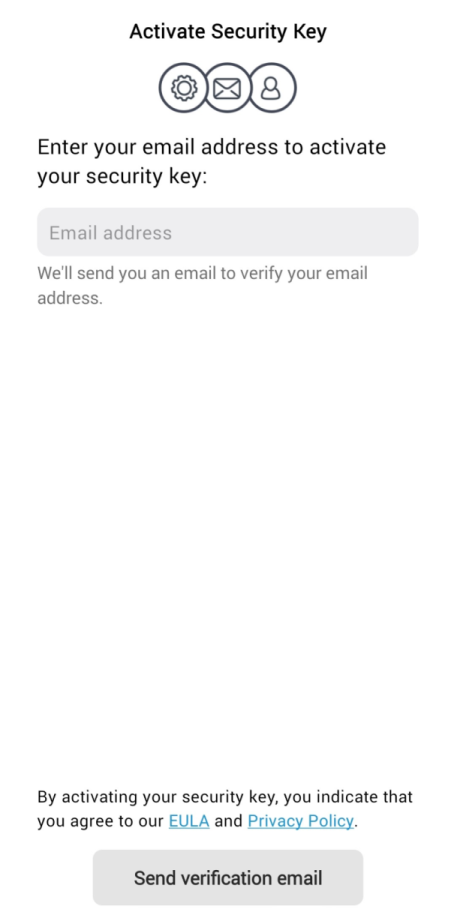 Activate Security Key
Enter your email address to activate
your security key:
Email address
We'll send you an email to verify your email
address.
By activating your security key, you indicate that
you agree to our EULA and Privacy Policy.
Send verification email